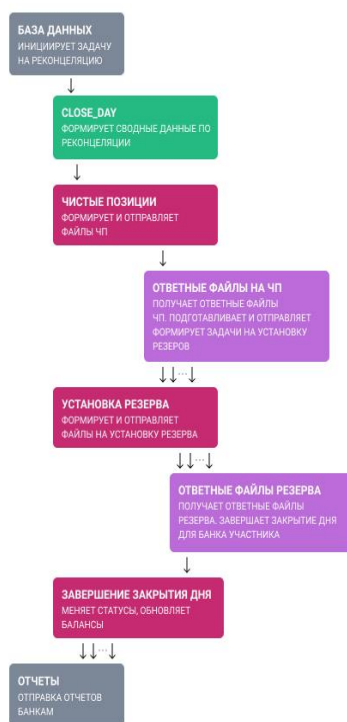 БАЗА ДАННЫХ
ИНИЦИИРУЕТ ЗАДАЧУ
НА РЕКОНЦЕЛЯЦИЮ
CLOSE_DAY
ФОРМИРУЕТ СВОДНЫЕ ДАННЫЕ ПО
РЕКОНЦЕЛЯЦИИ
ЧИСТЫЕ ПОЗИЦИИ
ФОРМИРУЕТ И ОТПРАВЛЯЕТ
ФАЙЛЫ ЧП
ОТВЕТНЫЕ ФАЙЛЫ НА ЧП
ПОЛУЧАЕТ ОТВЕТНЫЕ ФАЙЛЫ
ЧП. ПОДГОТАВЛИВАЕТ И ОТПРАВЛЯЕТ
ФОРМИРУЕТ ЗАДАЧИ НА УСТАНОВКУ
РЕЗЕРОВ
УСТАНОВКА РЕЗЕРВА
ФОРМИРУЕТ И ОТПРАВЛЯЕТ
ФАЙЛЫ НА УСТАНОВКУ РЕЗЕРВА
ОТВЕТНЫЕ ФАЙЛЫ РЕЗЕРВА
ПОЛУЧАЕТ ОТВЕТНЫЕ ФАЙЛЫ
РЕЗЕРВА. ЗАВЕРШАЕТ ЗАКРЫТИЕ ДНЯ
ДЛЯ БАНКА УЧАСТНИКА
ЗАВЕРШЕНИЕ ЗАКРЫТИЯ ДНЯ
МЕНЯЕТ СТАТУСЫ, ОБНОВЛЯЕТ
БАЛАНСЫ
ОТЧЕТЫ
ОТПРАВКА ОТЧЕТОВ
БАНКАМ